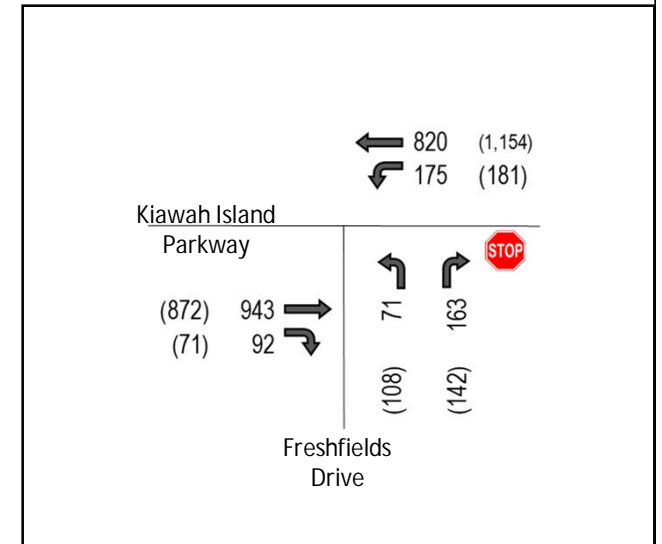 820 (1,154)
175 (181)
Kiawah Island
Parkway
STOP
(872) 943
(71) 92
71 163
(108) (142)
Freshfields
Drive